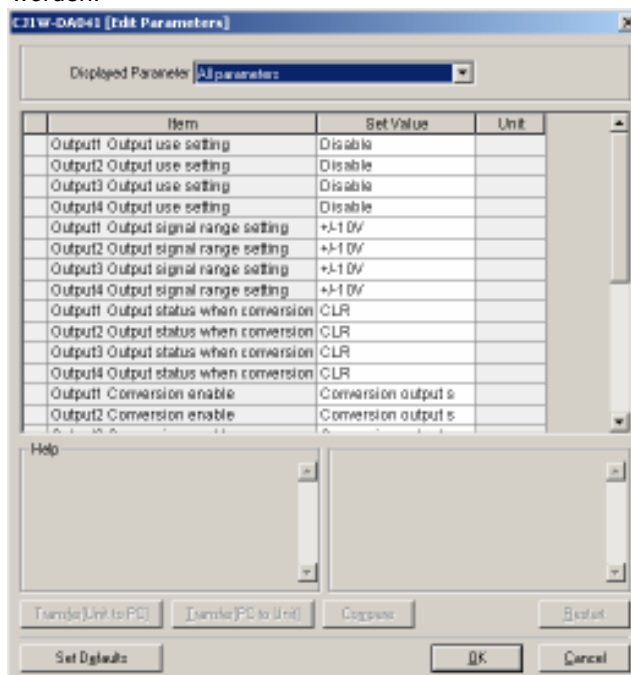 CJ1W-DA041 [Edit Parameters]
Displayed Parameter All parameters
Item Set Value Unit
Output1 Output use setting Disable
Output2 Output use setting Disable
Output3 Output use setting Disable
Output4 Output use setting Disable
Output1 Output signal range setting +/-10V
Output2 Output signal range setting +/-10V
Output3 Output signal range setting +/-10V
Output4 Output signal range setting +/-10V
Output1 Output status when conversion CLR
Output2 Output status when conversion CLR
Output3 Output status when conversion CLR
Output4 Output status when conversion CLR
Output1 Conversion enable Conversion output s
Output2 Conversion enable Conversion output s
Help
Transfer[Unit to PC] Transfer[PC to Unit] Compare Restart
Set Defaults OK Cancel